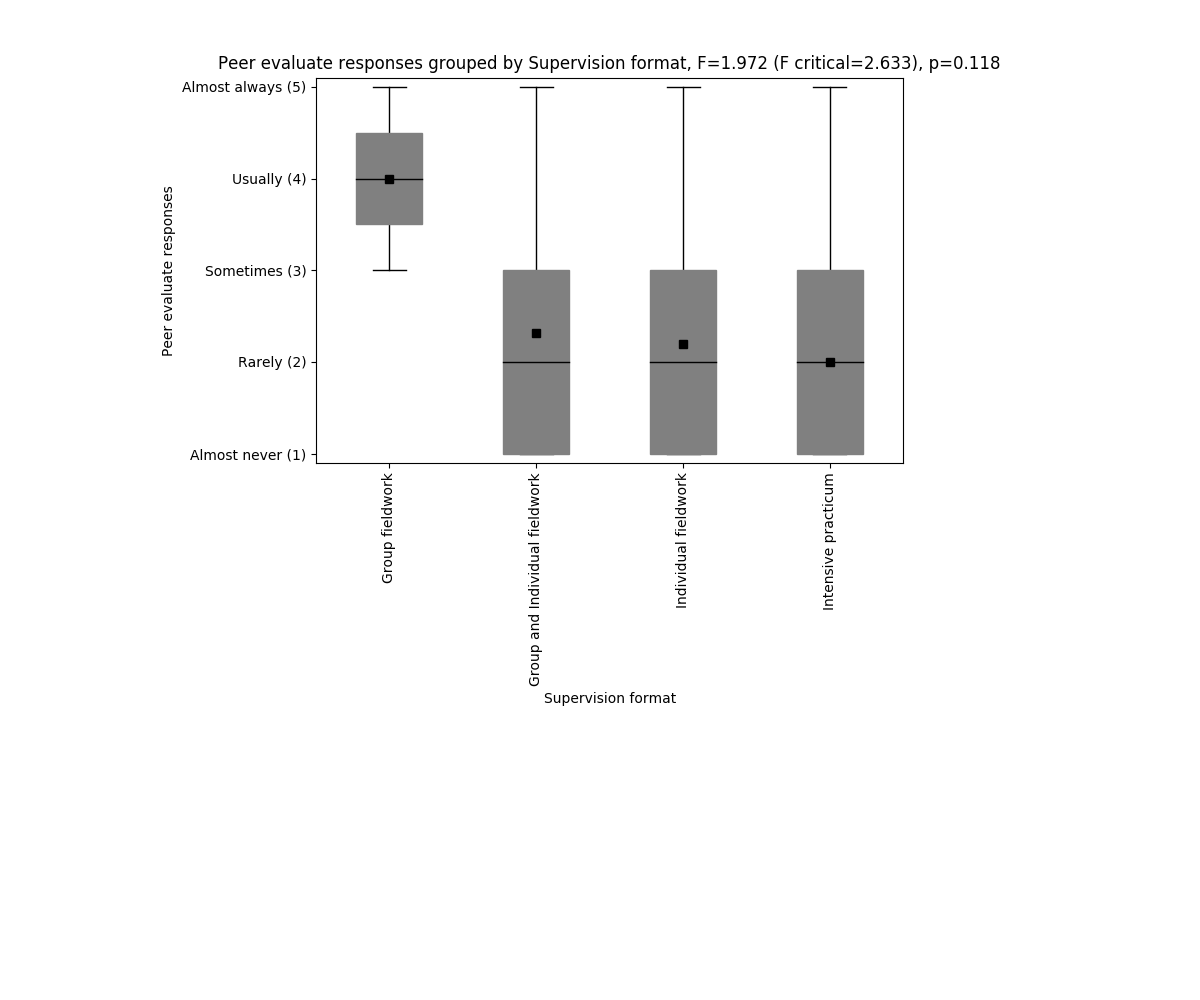 Peer evaluate responses grouped by Supervision format, F=1.972 (F critical=2.633), p=0.118
Almost always (5)
Usually (4)
Sometimes (3)
Rarely (2)
Almost never (1)
Peer evaluate responses
Group fieldwork
Group and Individual fieldwork
Individual fieldwork
Intensive practicum
Supervision format